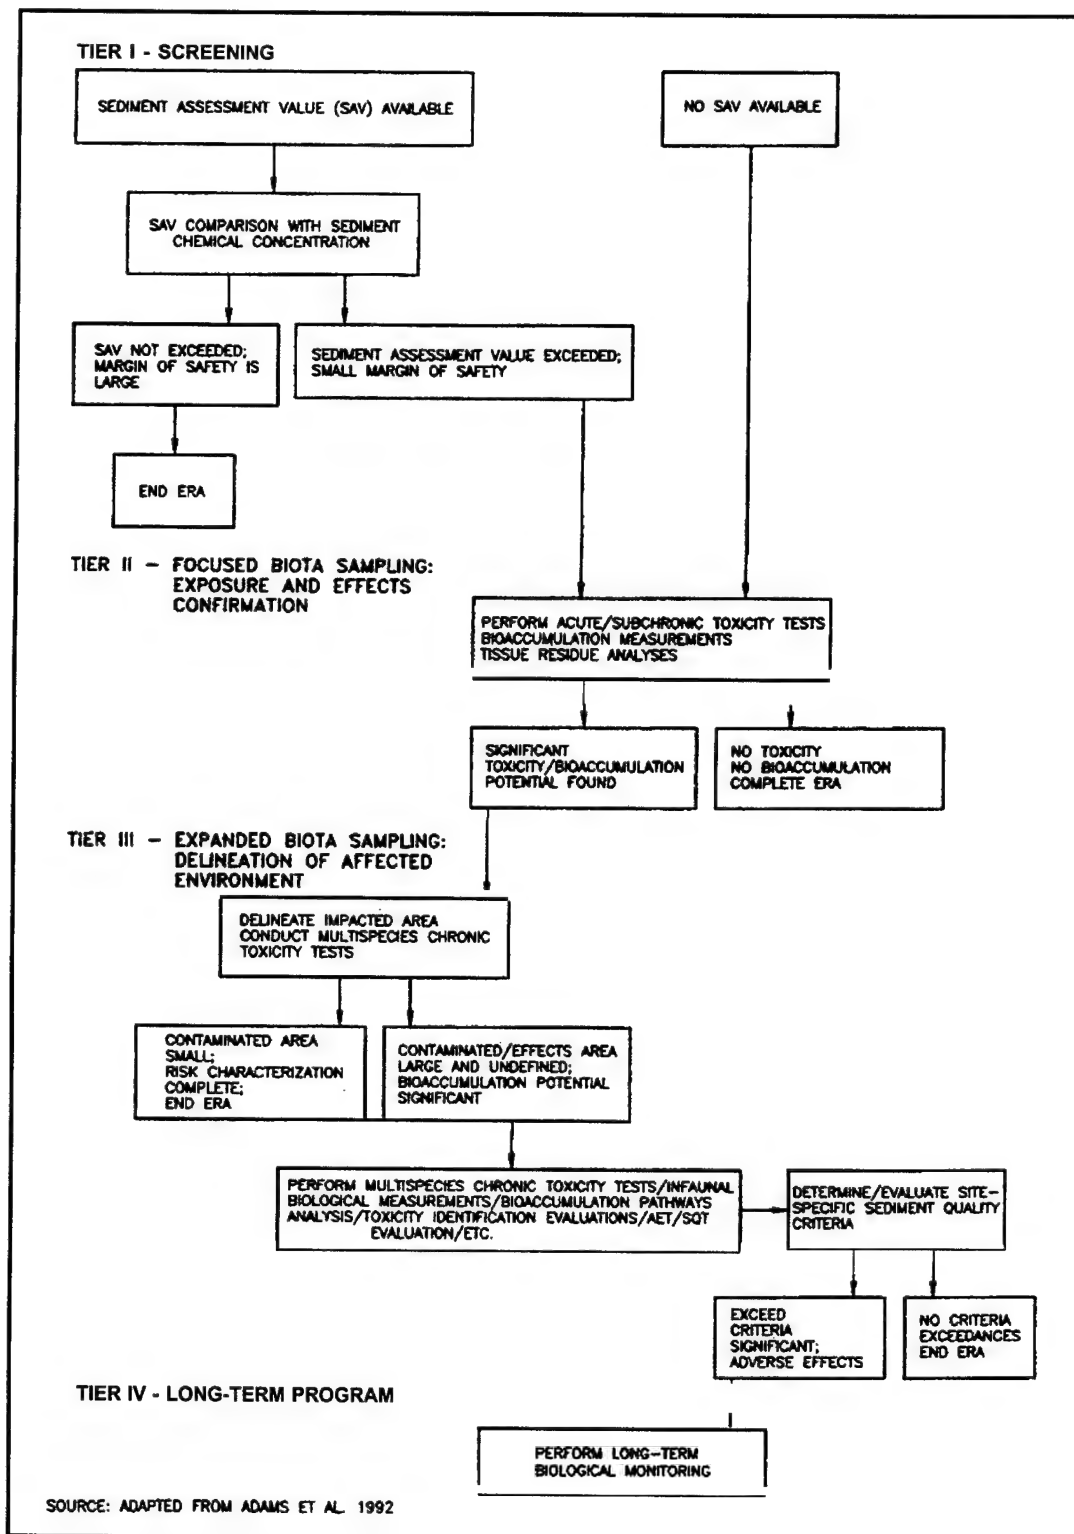 TIER I - SCREENING
SEDIMENT ASSESSMENT VALUE (SAV) AVAILABLE
NO SAV AVAILABLE
SAV COMPARISON WITH SEDIMENT
CHEMICAL CONCENTRATION
SAV NOT EXCEEDED;
MARGIN OF SAFETY IS
LARGE
SEDIMENT ASSESSMENT VALUE EXCEEDED;
SMALL MARGIN OF SAFETY
END ERA
TIER II - FOCUSED BIOTA SAMPLING:
EXPOSURE AND EFFECTS
CONFIRMATION
PERFORM ACUTE/SUBCHRONIC TOXICITY TESTS
BIOACCUMULATION MEASUREMENTS
TISSUE RESIDUE ANALYSES
SIGNIFICANT
TOXICITY/BIOACCUMULATION
POTENTIAL FOUND
NO TOXICITY
NO BIOACCUMULATION
COMPLETE ERA
TIER III - EXPANDED BIOTA SAMPLING:
DELINEATION OF AFFECTED
ENVIRONMENT
DELINEATE IMPACTED AREA
CONDUCT MULTISPECIES CHRONIC
TOXICITY TESTS
CONTAMINATED AREA
SMALL;
RISK CHARACTERIZATION
COMPLETE;
END ERA
CONTAMINATED/EFFECTS AREA
LARGE AND UNDEFINED;
BIOACCUMULATION POTENTIAL
SIGNIFICANT
PERFORM MULTISPECIES CHRONIC TOXICITY TESTS/INFAUNAL
BIOLOGICAL MEASUREMENTS/BIOACCUMULATION PATHWAYS
ANALYSIS/TOXICITY IDENTIFICATION EVALUATIONS/AET/SQT
EVALUATION/ETC.
DETERMINE/EVALUATE SITE-
SPECIFIC SEDIMENT QUALITY
CRITERIA
EXCEED
CRITERIA
SIGNIFICANT;
ADVERSE EFFECTS
NO CRITERIA
EXCEEDANCES
END ERA
TIER IV - LONG-TERM PROGRAM
PERFORM LONG-TERM
BIOLOGICAL MONITORING
SOURCE: ADAPTED FROM ADAMS ET AL. 1992